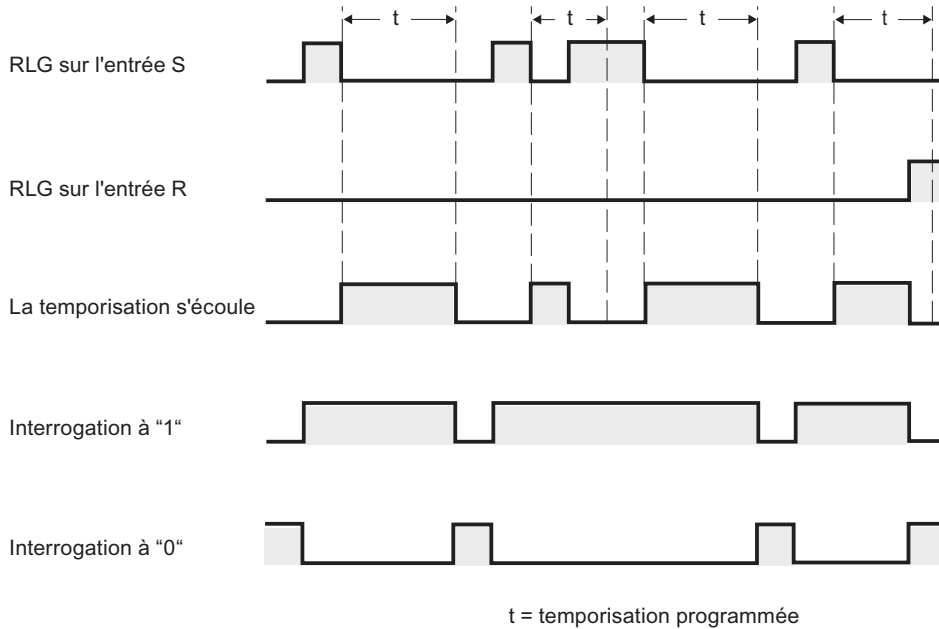 t t t t
RLG sur l'entrée S
RLG sur l'entrée R
La temporisation s'écoule
Interrogation à “1“
Interrogation à “0“
t = temporisation programmée